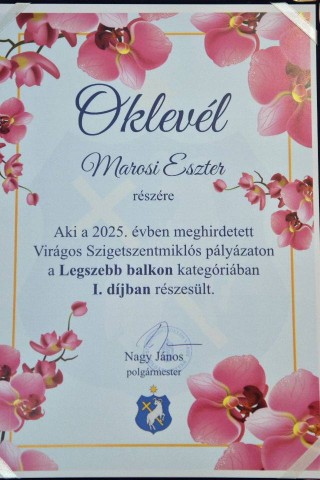 Oklevél
Marosi Eszter
részére
Aki a 2025. évben meghirdetett
Virágos Szigetszentmiklós pályázaton
a Legszebb balkon kategóriában
I. díjban részesült.
Nagy János
polgármester